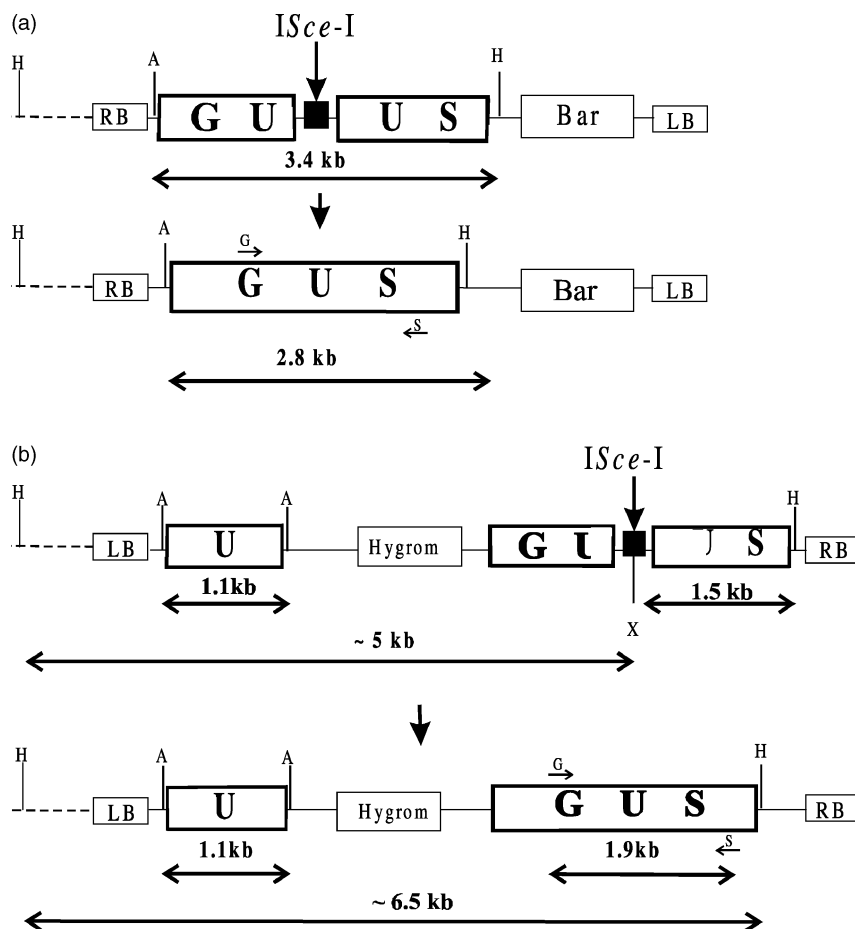 (a)
ISce-I
H A H
RB G U U S Bar LB
3.4 kb
H A G H
RB G U S Bar LB
S
2.8 kb
(b)
ISce-I
H A A H
LB U Hygrom G U S RB
1.1kb 1.5 kb
X
~ 5 kb
H A A G H
LB U Hygrom G U S RB
S
1.1kb 1.9kb
~ 6.5 kb